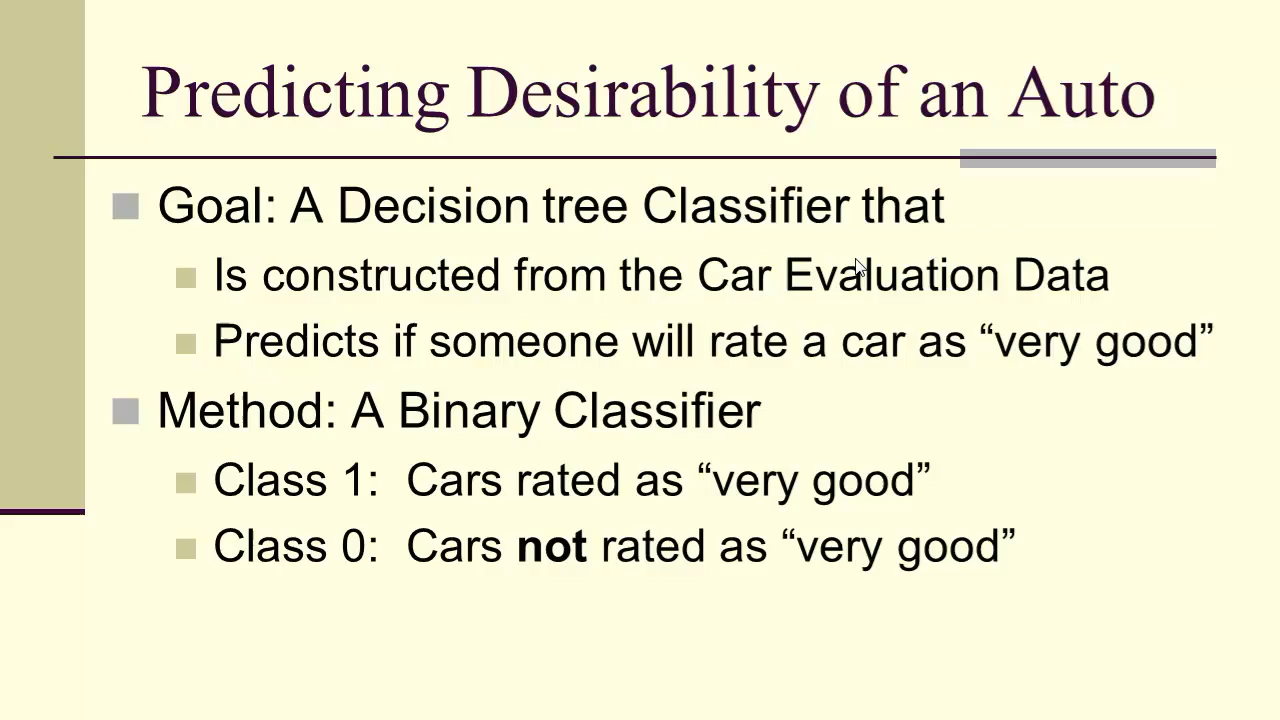 Predicting Desirability of an Auto
Goal: A Decision tree Classifier that
Is constructed from the Car Evaluation Data
Predicts if someone will rate a car as “very good”
Method: A Binary Classifier
Class 1:  Cars rated as “very good”
Class 0:  Cars not rated as “very good”